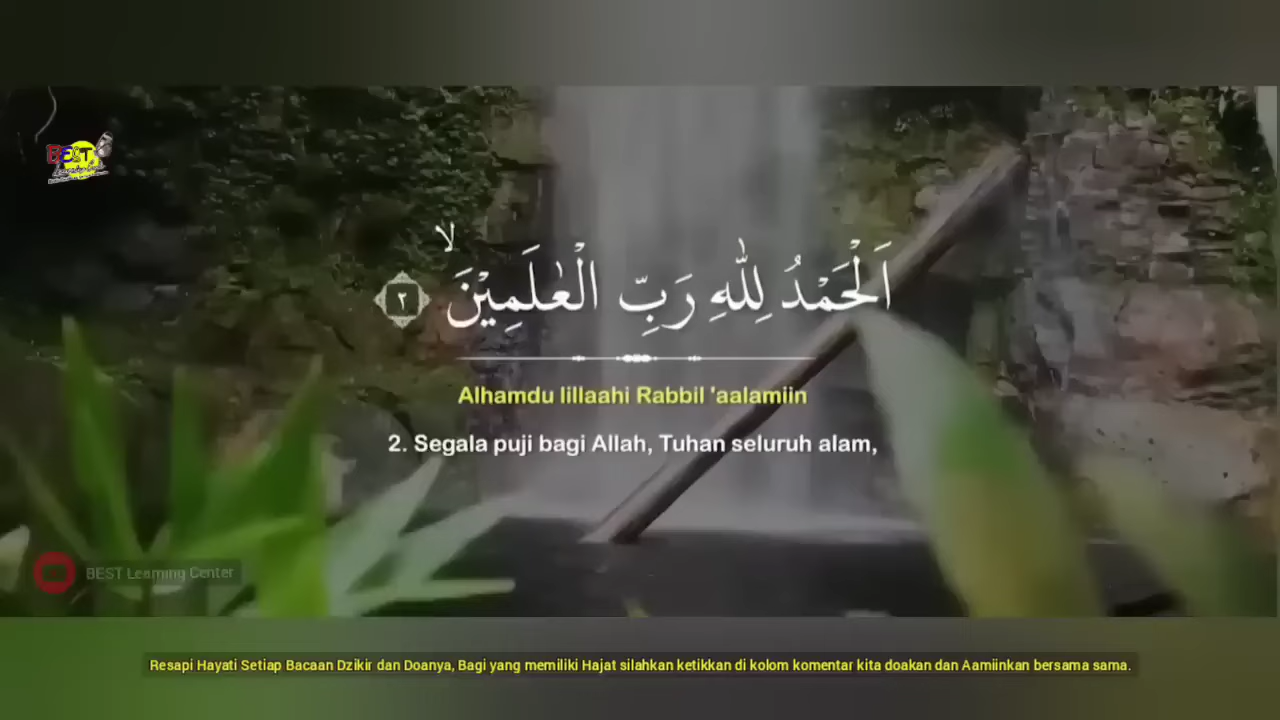 BEST
اَلْحَمْدُ لِلّٰهِ رَبِّ الْعٰلَمِيْنَۙ ٢
Alhamdu lillaahi Rabbil 'aalamiin
2. Segala puji bagi Allah, Tuhan seluruh alam,
BEST Learning Center
Resapi Hayati Setiap Bacaan Dzikir dan Doanya, Bagi yang memiliki Hajat silahkan ketikkan di kolom komentar kita doakan dan Aamiinkan bersama sama.